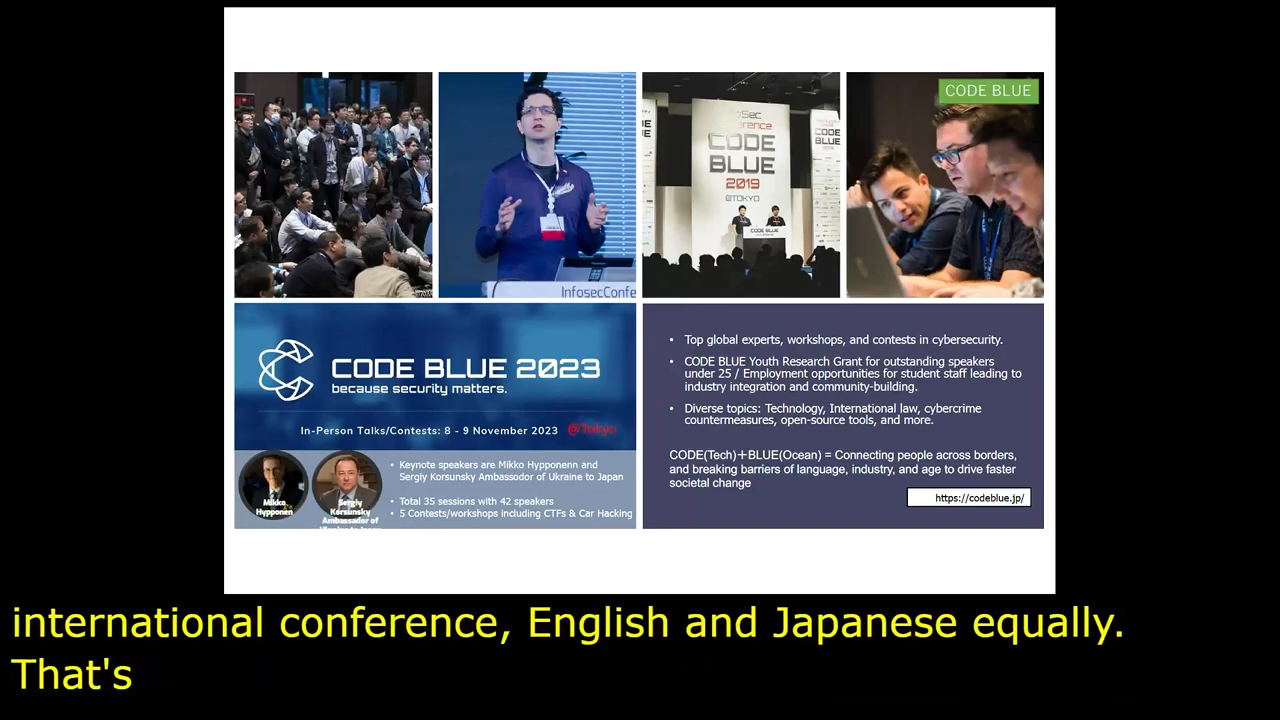 CODE BLUE
Sec
erence
CODE
BLUE
2019
@TOKYO
CODE BLUE
CODE
BLUE
InfosecConfe
CODE BLUE 2023
because security matters.
In-Person Talks/Contests: 8 - 9 November 2023 @Tokyo
Mikko
Hypponen
Sergiy
Korsunsky
Ambassador of
• Keynote speakers are Mikko Hypponenn and
Sergiy Korsunsky Ambassador of Ukraine to Japan
• Total 35 sessions with 42 speakers
• 5 Contests/workshops including CTFs & Car Hacking
• Top global experts, workshops, and contests in cybersecurity.
• CODE BLUE Youth Research Grant for outstanding speakers
under 25 / Employment opportunities for student staff leading to
industry integration and community-building.
• Diverse topics: Technology, International law, cybercrime
countermeasures, open-source tools, and more.
CODE(Tech)＋BLUE(Ocean) = Connecting people across borders,
and breaking barriers of language, industry, and age to drive faster
societal change
https://codeblue.jp/
international conference, English and Japanese equally.
That's